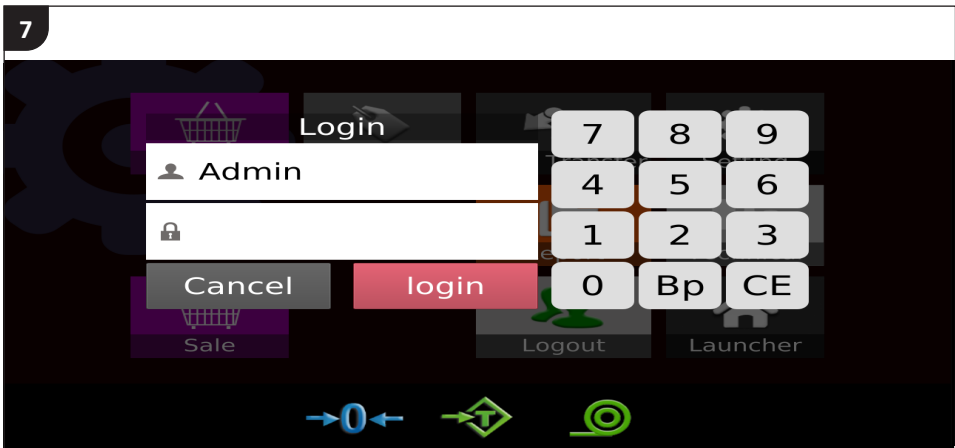 7
Login
Admin
Cancel login
7 8 9
4 5 6
1 2 3
0 Bp CE
Sale
Logout
Launcher
→0←
→T